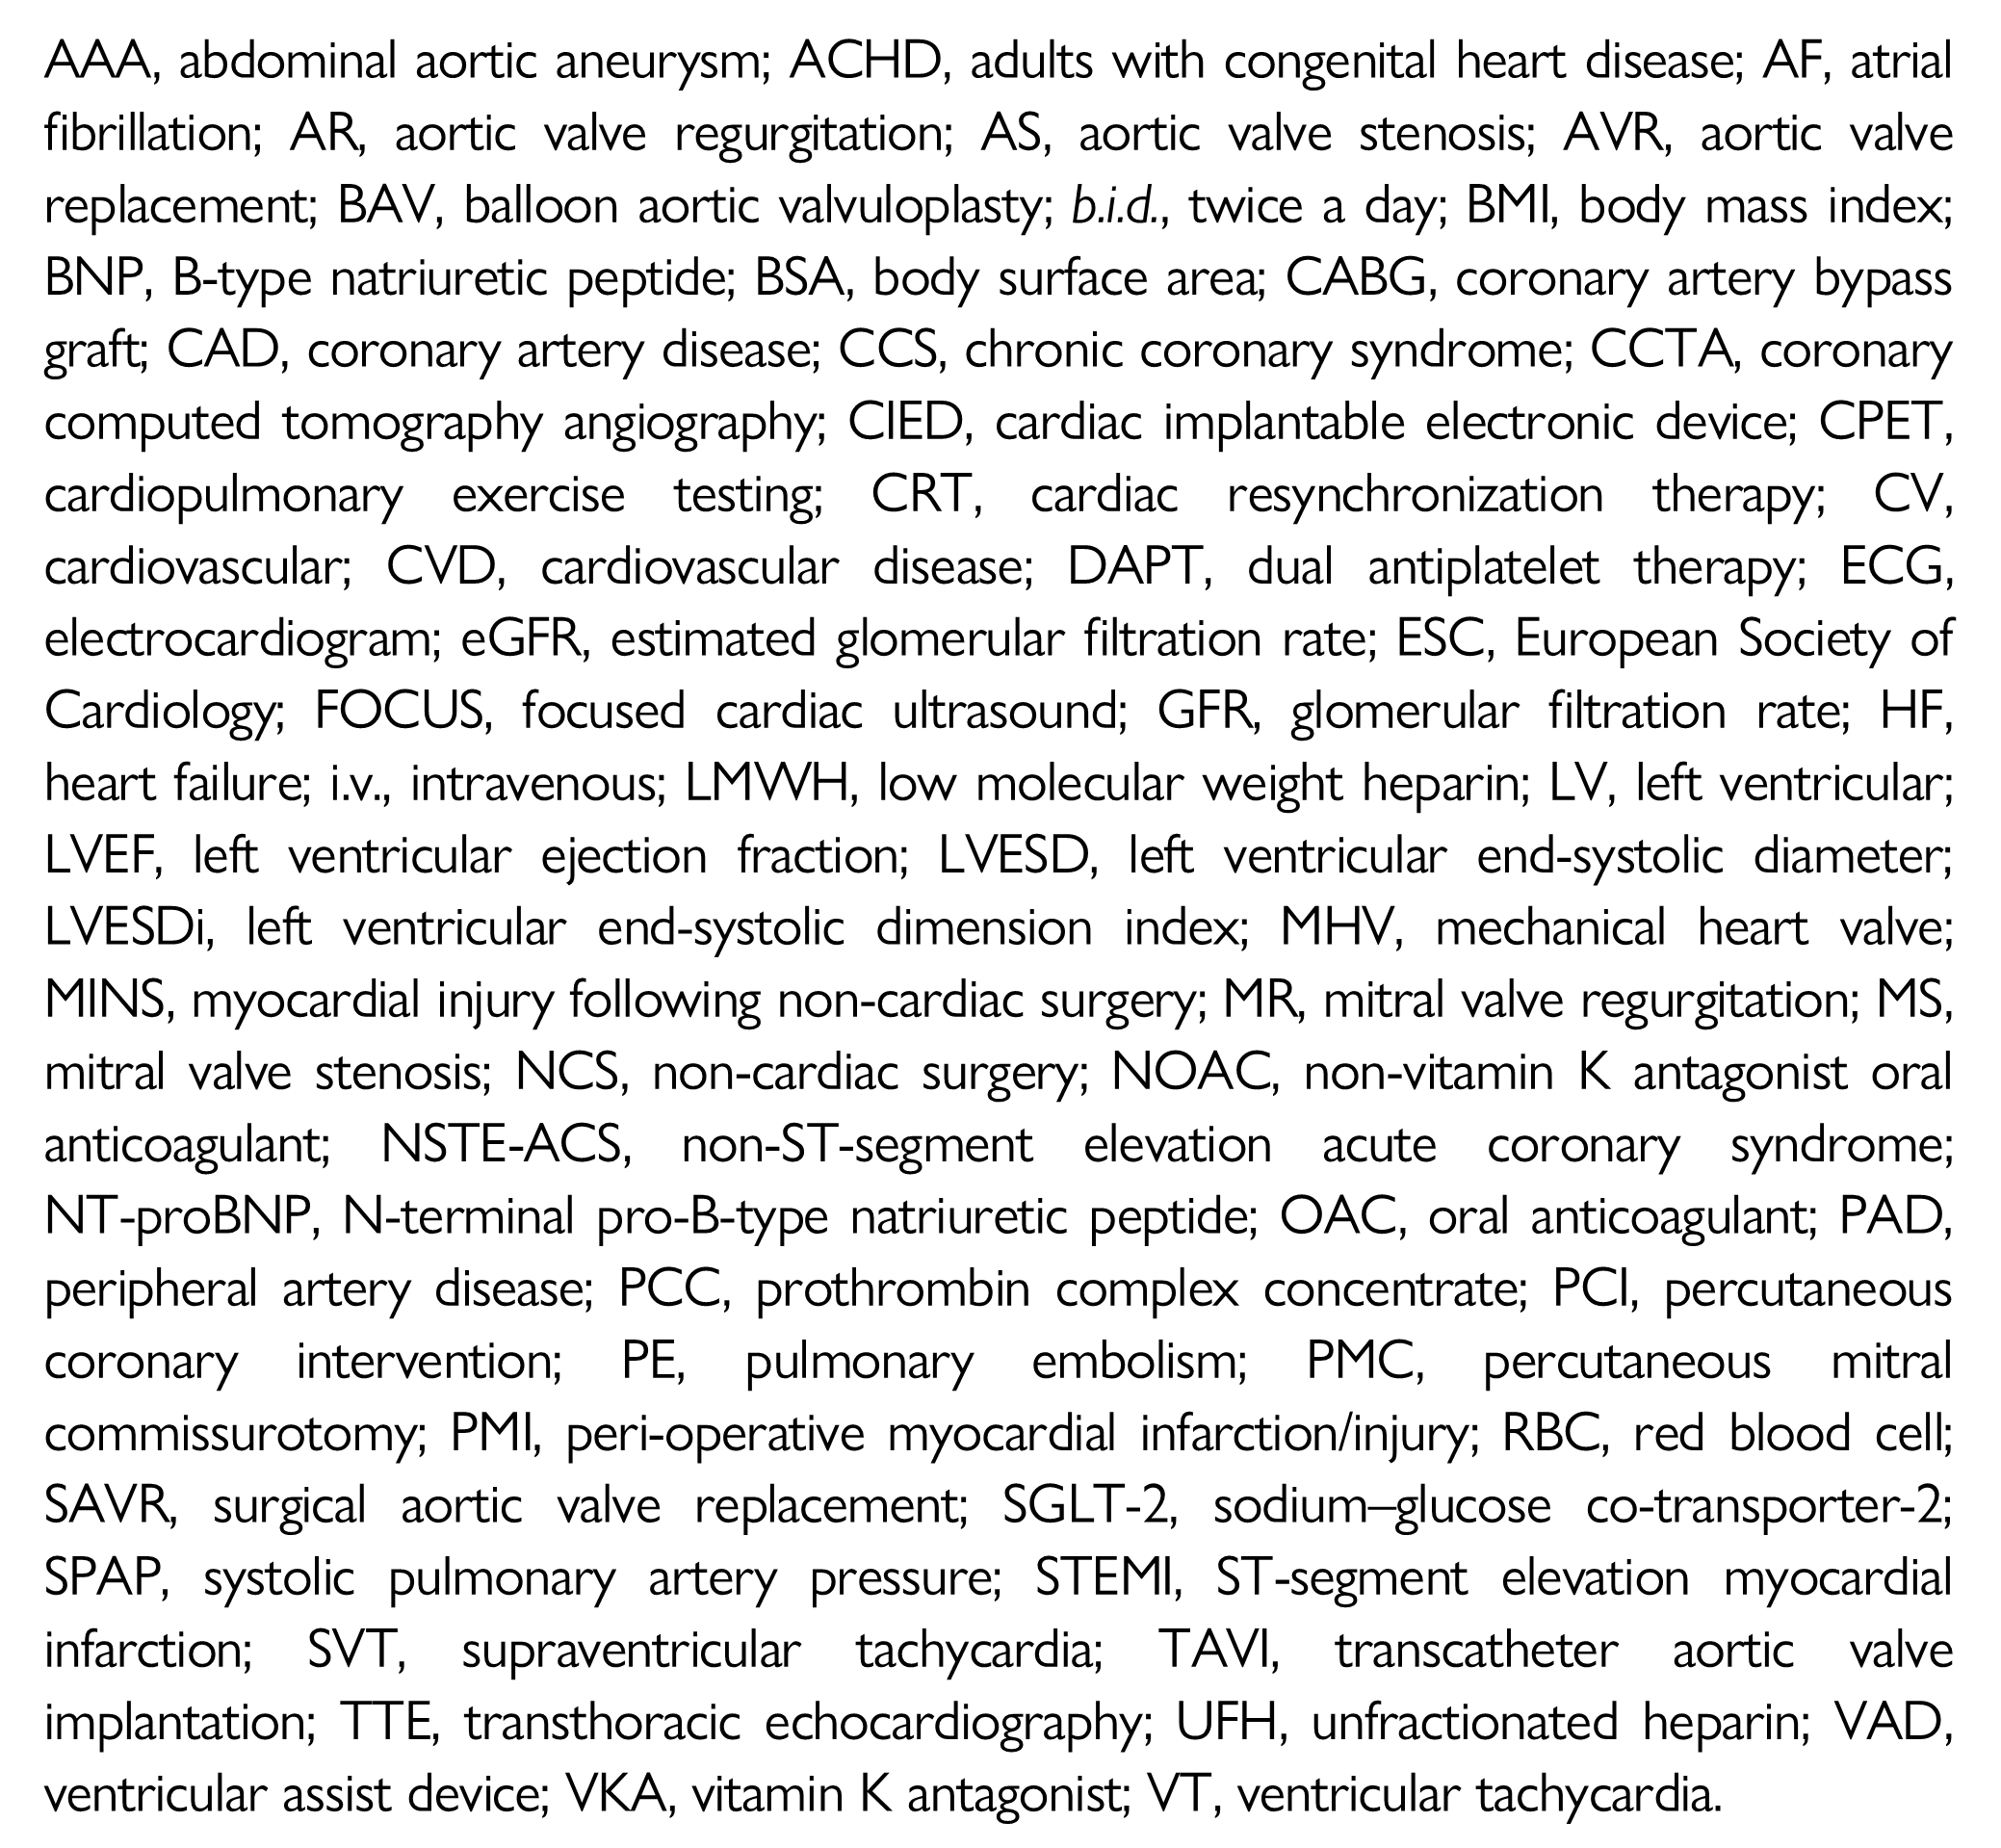 AAA, abdominal aortic aneurysm; ACHD, adults with congenital heart disease; AF, atrial
fibrillation; AR, aortic valve regurgitation; AS, aortic valve stenosis; AVR, aortic valve
replacement; BAV, balloon aortic valvuloplasty; b.i.d., twice a day; BMI, body mass index;
BNP, B-type natriuretic peptide; BSA, body surface area; CABG, coronary artery bypass
graft; CAD, coronary artery disease; CCS, chronic coronary syndrome; CCTA, coronary
computed tomography angiography; CIED, cardiac implantable electronic device; CPET,
cardiopulmonary exercise testing; CRT, cardiac resynchronization therapy; CV,
cardiovascular; CVD, cardiovascular disease; DAPT, dual antiplatelet therapy; ECG,
electrocardiogram; eGFR, estimated glomerular filtration rate; ESC, European Society of
Cardiology; FOCUS, focused cardiac ultrasound; GFR, glomerular filtration rate; HF,
heart failure; i.v., intravenous; LMWH, low molecular weight heparin; LV, left ventricular;
LVEF, left ventricular ejection fraction; LVESD, left ventricular end-systolic diameter;
LVESDi, left ventricular end-systolic dimension index; MHV, mechanical heart valve;
MINS, myocardial injury following non-cardiac surgery; MR, mitral valve regurgitation; MS,
mitral valve stenosis; NCS, non-cardiac surgery; NOAC, non-vitamin K antagonist oral
anticoagulant; NSTE-ACS, non-ST-segment elevation acute coronary syndrome;
NT-proBNP, N-terminal pro-B-type natriuretic peptide; OAC, oral anticoagulant; PAD,
peripheral artery disease; PCC, prothrombin complex concentrate; PCI, percutaneous
coronary intervention; PE, pulmonary embolism; PMC, percutaneous mitral
commissurotomy; PMI, peri-operative myocardial infarction/injury; RBC, red blood cell;
SAVR, surgical aortic valve replacement; SGLT-2, sodium–glucose co-transporter-2;
SPAP, systolic pulmonary artery pressure; STEMI, ST-segment elevation myocardial
infarction; SVT, supraventricular tachycardia; TAVI, transcatheter aortic valve
implantation; TTE, transthoracic echocardiography; UFH, unfractionated heparin; VAD,
ventricular assist device; VKA, vitamin K antagonist; VT, ventricular tachycardia.